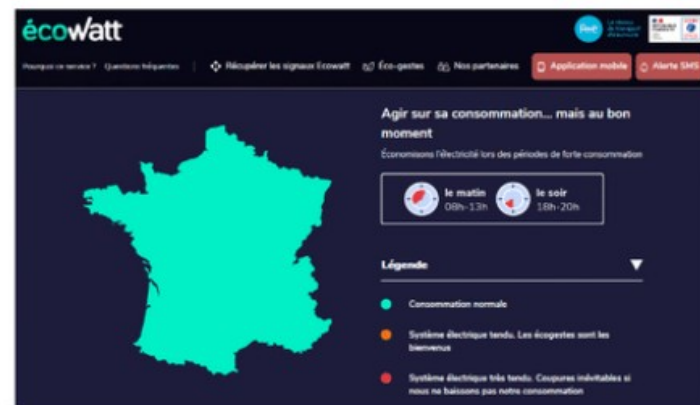 écowatt
Rte
Pourquoi ce service ? Questions fréquentes Récupérer les signaux Ecowatt Éco-gestes Nos partenaires Application mobile Alerte SMS
Agir sur sa consommation... mais au bon
moment
Économisons l'électricité lors des périodes de forte consommation
le matin
08h-13h
le soir
18h-20h
Légende
Consommation normale
Système électrique tendu. Les écogestes sont les
bienvenus
Système électrique très tendu. Coupures inévitables si
nous ne baissons pas notre consommation